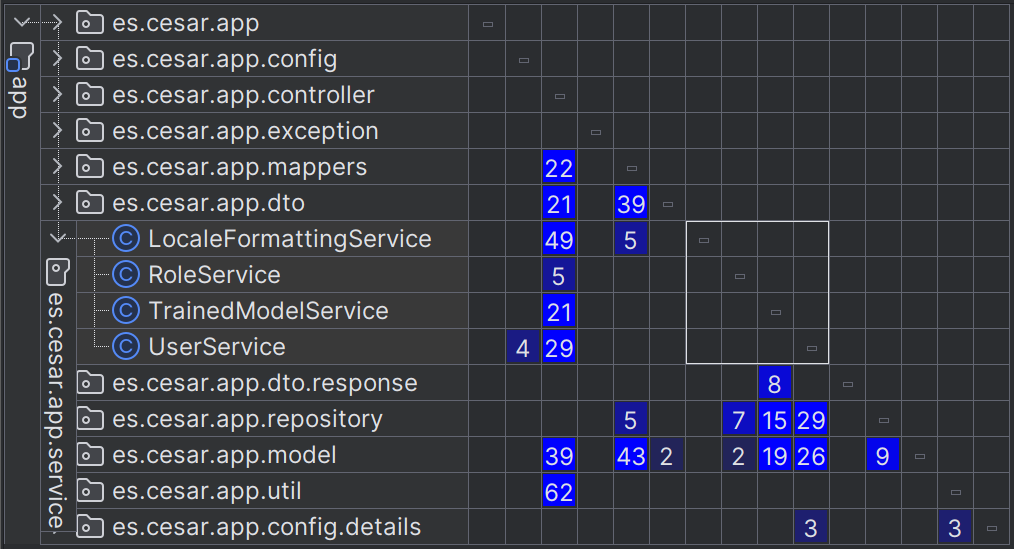 es.cesar.app
es.cesar.app.config
app
es.cesar.app.controller
es.cesar.app.exception
es.cesar.app.mappers 22
es.cesar.app.dto 21 39
LocaleFormattingService 49 5
RoleService 5
TrainedModelService 21
UserService 4 29
es.cesar.app.service
es.cesar.app.dto.response 8
es.cesar.app.repository 5 7 15 29
es.cesar.app.model 39 43 2 2 19 26 9
es.cesar.app.util 62
es.cesar.app.config.details 3 3